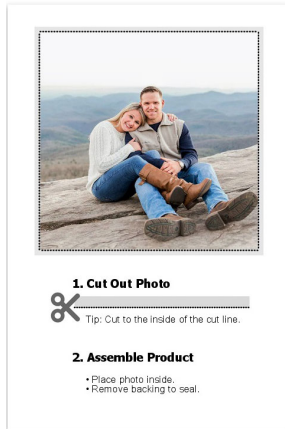 1. Cut Out Photo
Tip: Cut to the inside of the cut line.
2. Assemble Product
• Place photo inside.
• Remove backing to seal.